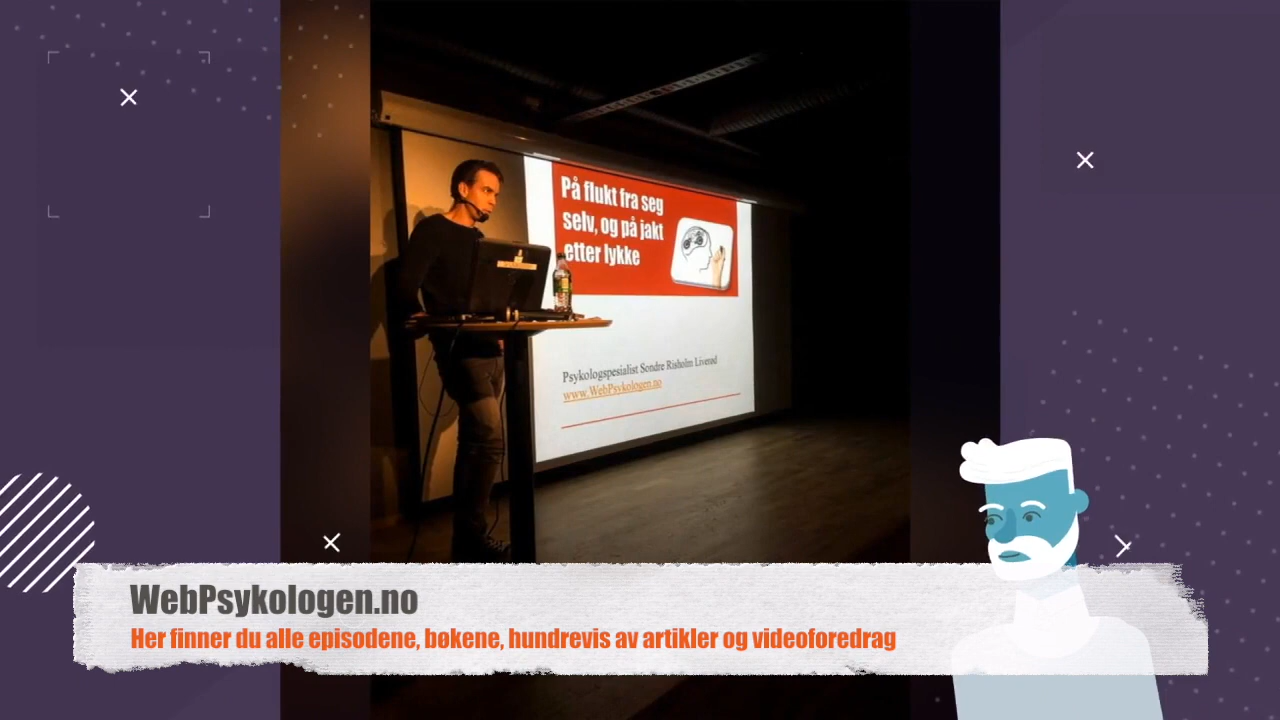 På flukt fra seg
selv, og på jakt
etter lykke
Psykologspesialist Sondre Risholm Liverød
www.WebPsykologen.no
WebPsykologen.no
Her finner du alle episodene, bøkene, hundrevis av artikler og videoforedrag